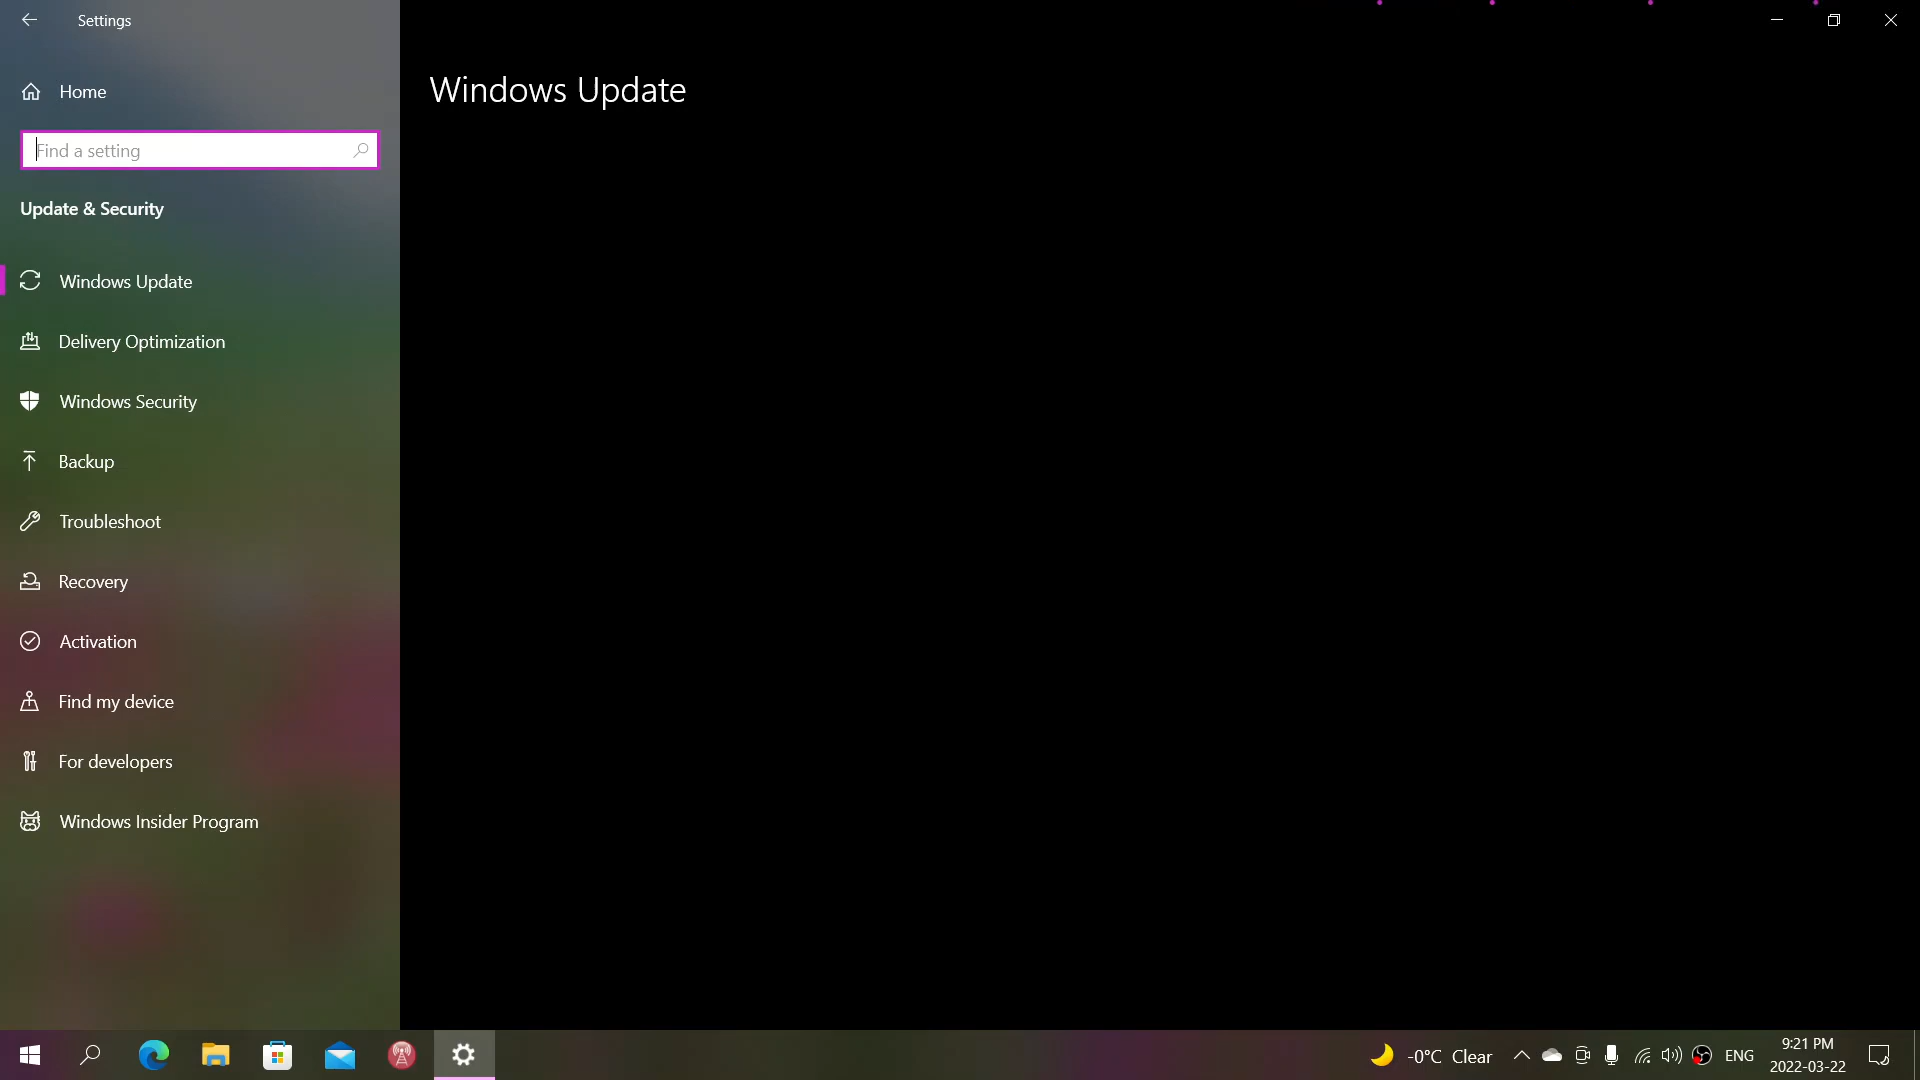 Settings
Home
Find a setting
Update & Security
Windows Update
Delivery Optimization
Windows Security
Backup
Troubleshoot
Recovery
Activation
Find my device
For developers
Windows Insider Program
Windows Update
-0°C Clear
ENG
9:21 PM
2022-03-22